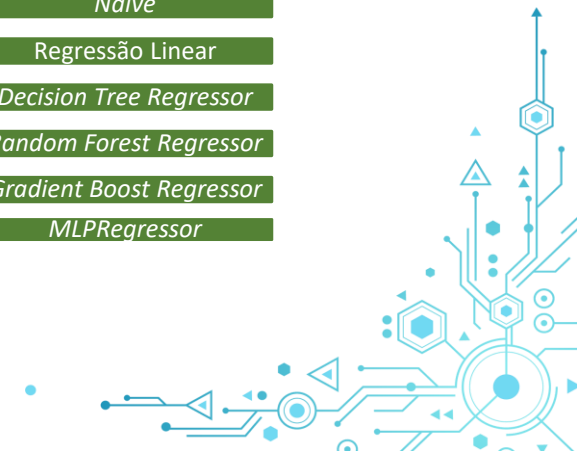 Naive
Regressão Linear
Decision Tree Regressor
Random Forest Regressor
Gradient Boost Regressor
MLPRegressor